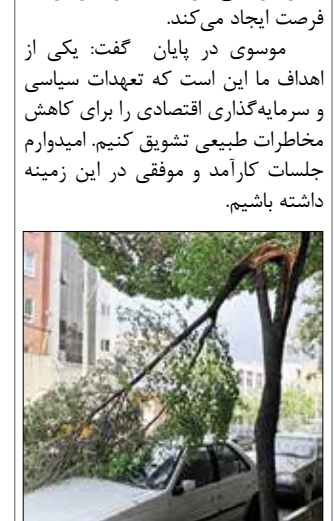 فرصت ایجاد می‌کند.
موسوی در پایان گفت: یکی از
اهداف ما این است که تعهدات سیاسی
و سرمایه‌گذاری اقتصادی را برای کاهش
مخاطرات طبیعی تشویق کنیم. امیدوارم
جلسات کارآمد و موفقی در این زمینه
داشته باشیم.